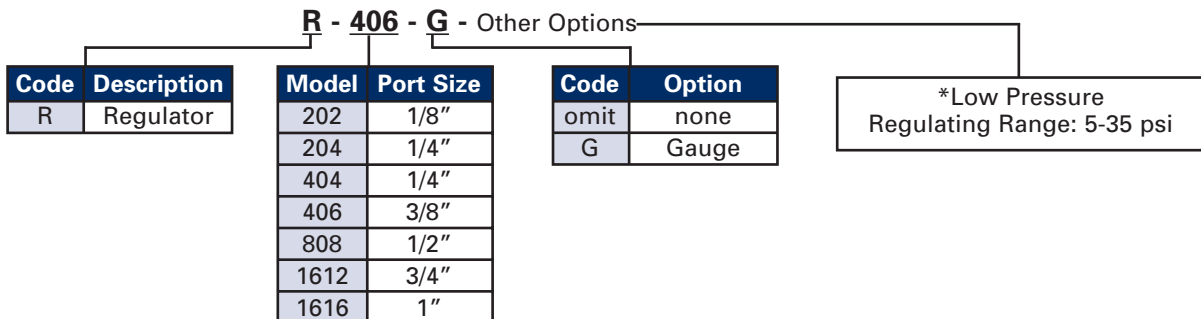 R - 406 - G - Other Options
Code Description
R Regulator
Model Port Size
202 1/8″
204 1/4″
404 1/4″
406 3/8″
808 1/2″
1612 3/4″
1616 1″
Code Option
omit none
G Gauge
*Low Pressure
Regulating Range: 5-35 psi